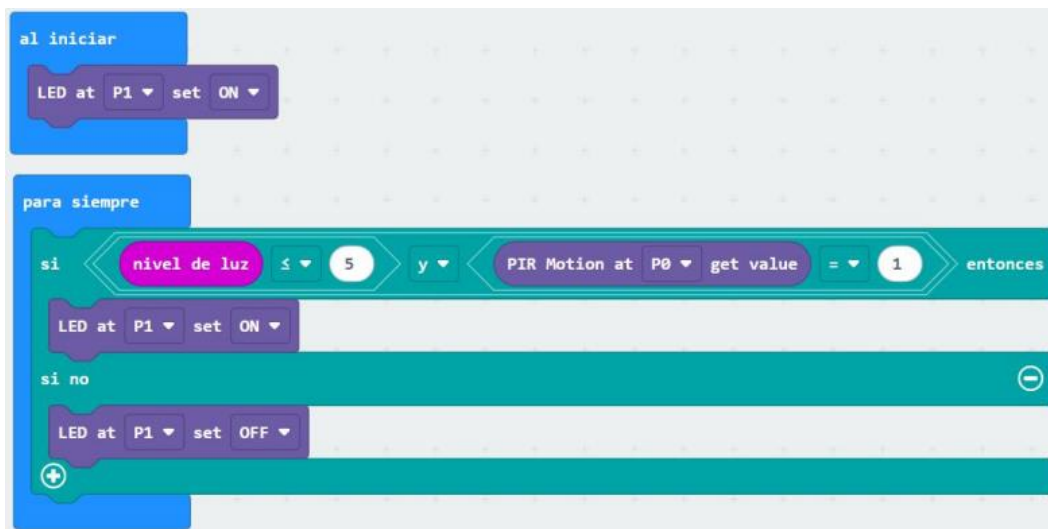 al iniciar
LED at P1 set ON
para siempre
si nivel de luz ≤ 5 y PIR Motion at P0 get value = 1 entonces
LED at P1 set ON
si no
LED at P1 set OFF